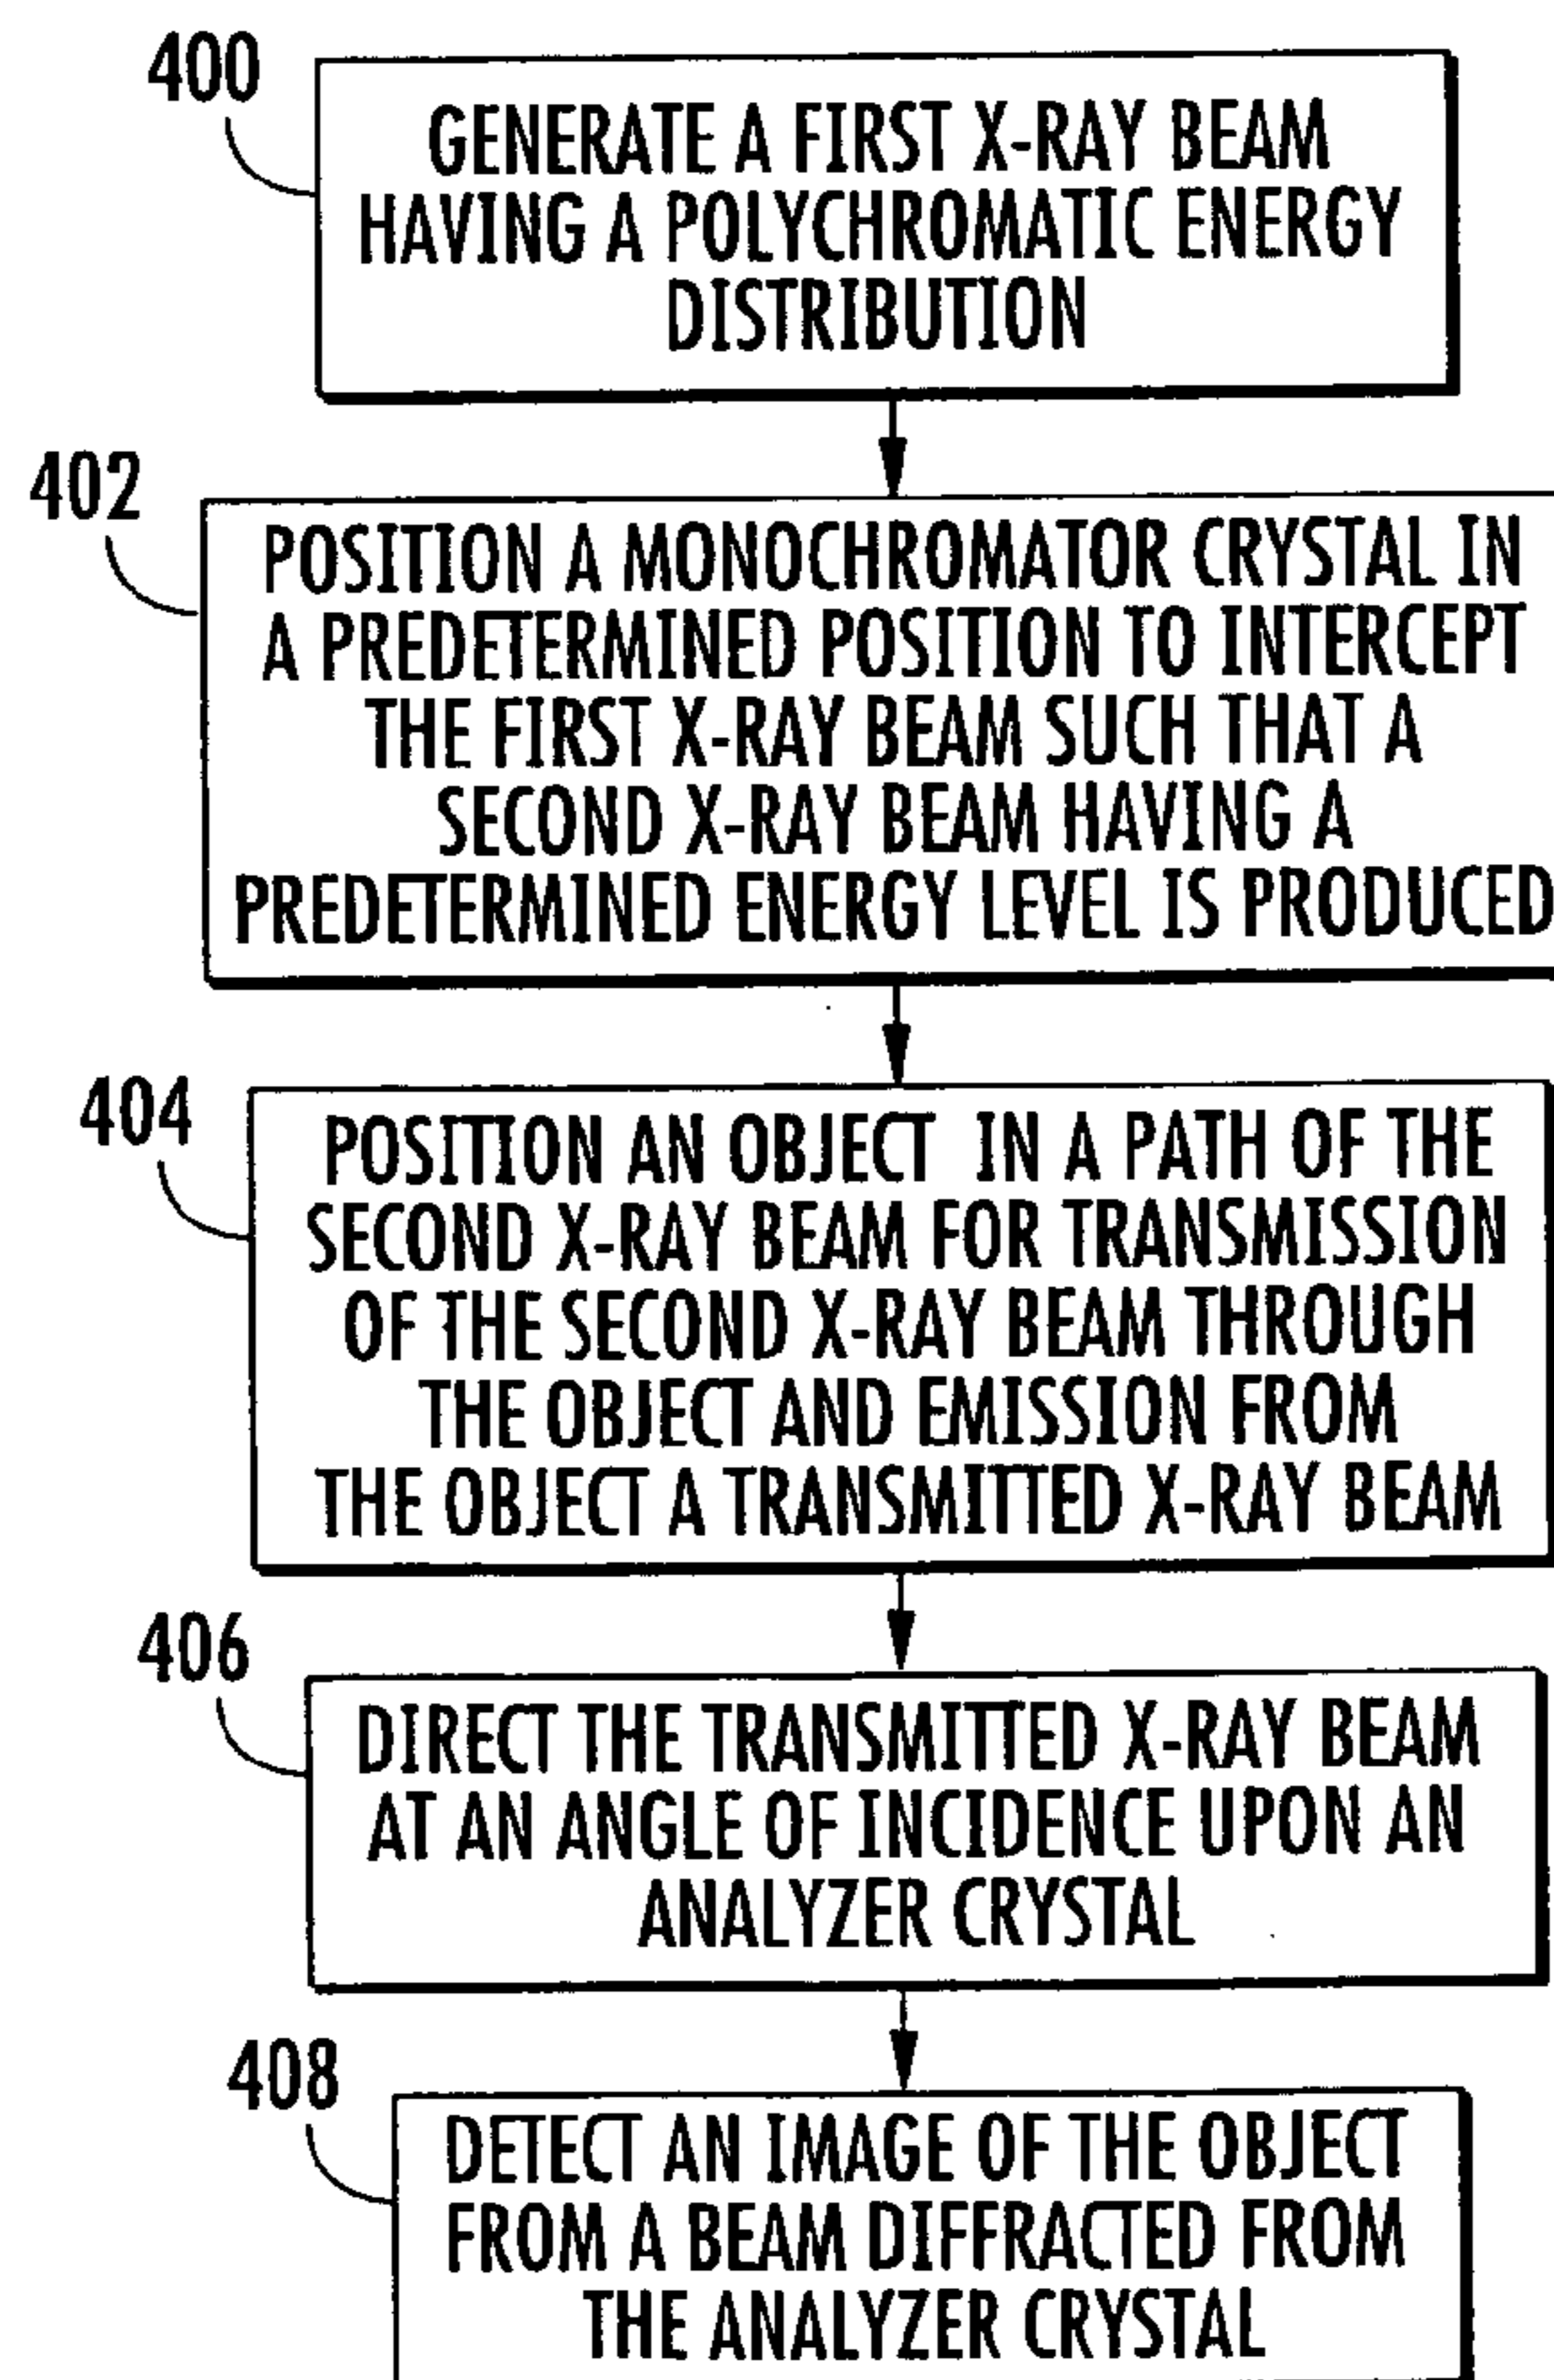 400
GENERATE A FIRST X-RAY BEAM
HAVING A POLYCHROMATIC ENERGY
DISTRIBUTION
402
POSITION A MONOCHROMATOR CRYSTAL IN
A PREDETERMINED POSITION TO INTERCEPT
THE FIRST X-RAY BEAM SUCH THAT A
SECOND X-RAY BEAM HAVING A
PREDETERMINED ENERGY LEVEL IS PRODUCED
404
POSITION AN OBJECT IN A PATH OF THE
SECOND X-RAY BEAM FOR TRANSMISSION
OF THE SECOND X-RAY BEAM THROUGH
THE OBJECT AND EMISSION FROM
THE OBJECT A TRANSMITTED X-RAY BEAM
406
DIRECT THE TRANSMITTED X-RAY BEAM
AT AN ANGLE OF INCIDENCE UPON AN
ANALYZER CRYSTAL
408
DETECT AN IMAGE OF THE OBJECT
FROM A BEAM DIFFRACTED FROM
THE ANALYZER CRYSTAL